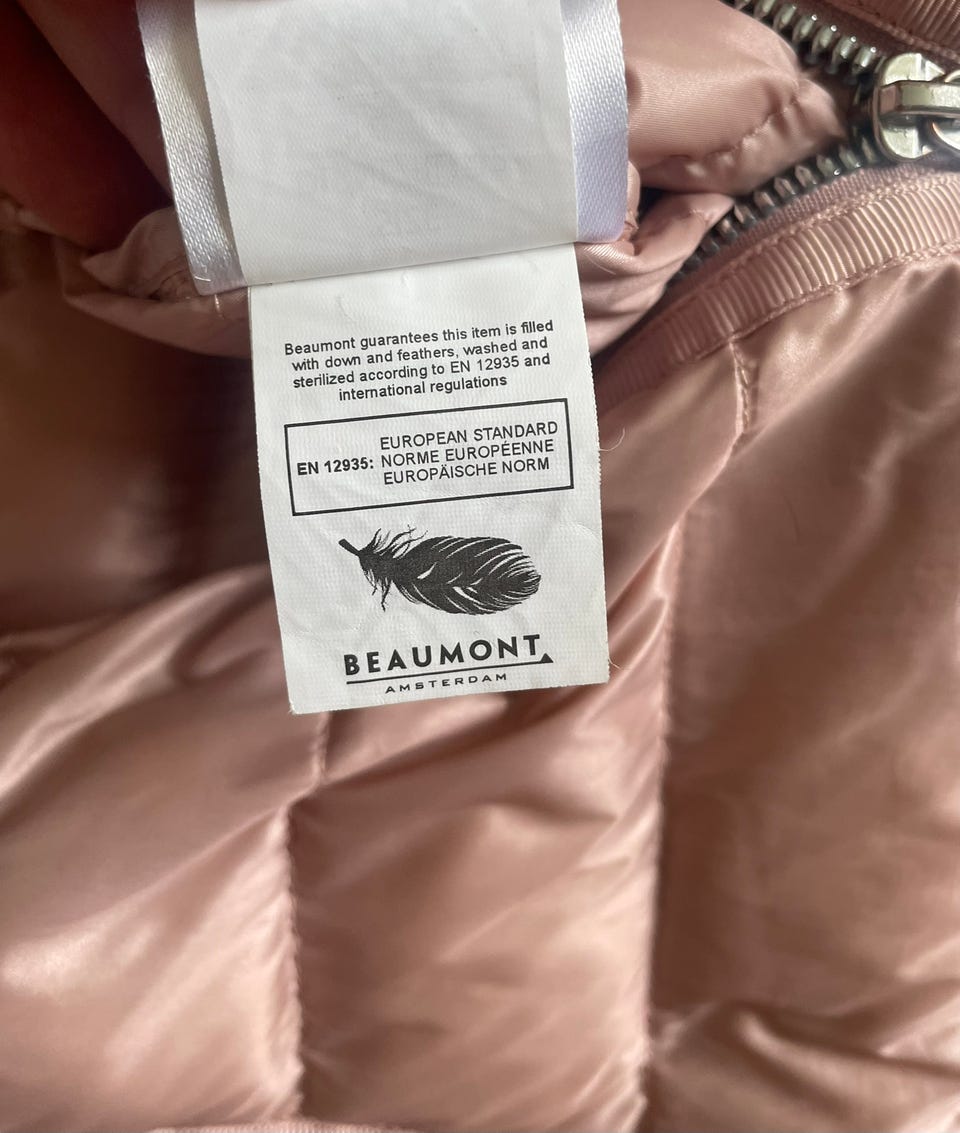 Beaumont guarantees this item is filled
with down and feathers, washed and
sterilized according to EN 12935 and
international regulations
EUROPEAN STANDARD
EN 12935: NORME EUROPÉENNE
EUROPÄISCHE NORM
BEAUMONT
AMSTERDAM